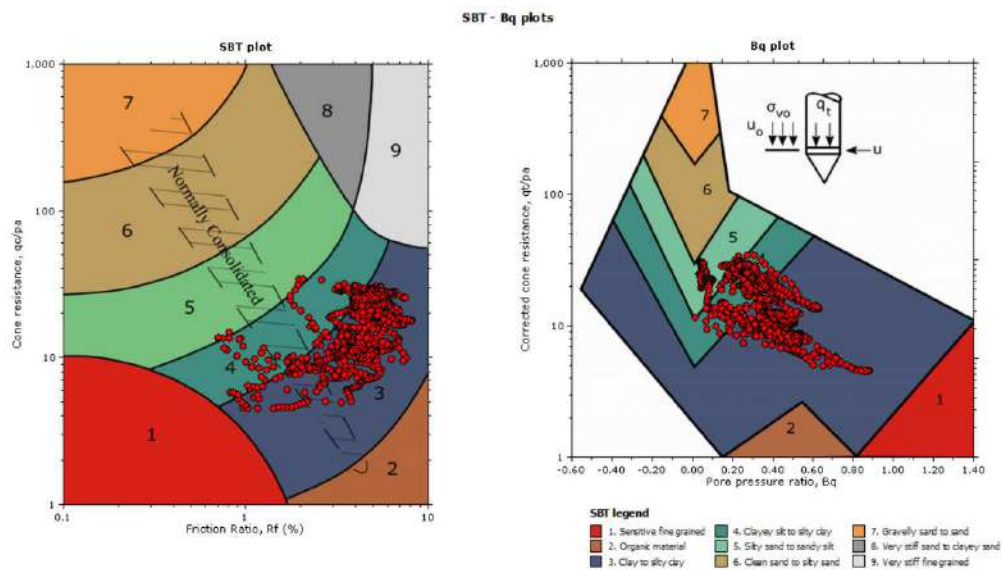 SBT - Bq plots
SBT plot
Cone resistance, qc/pa
1,000
100
10
1
0.1
1
10
Friction Ratio, Rf (%)
7
8
9
6
5
4
3
1
2
Normally Consolidated
Bq plot
Corrected cone resistance, qt/pa
1,000
100
10
1
-0.60
-0.40
-0.20
0.00
0.20
0.40
0.60
0.80
1.00
1.20
1.40
Pore pressure ratio, Bq
7
6
5
2
1
σvo
qt
uo
u
SBT legend
1. Sensitive fine grained
2. Organic material
3. Clay to silty clay
4. Clayey silt to silty clay
5. Silty sand to sandy silt
6. Clean sand to silty sand
7. Gravelly sand to sand
8. Very stiff sand to clayey sand
9. Very stiff fine grained